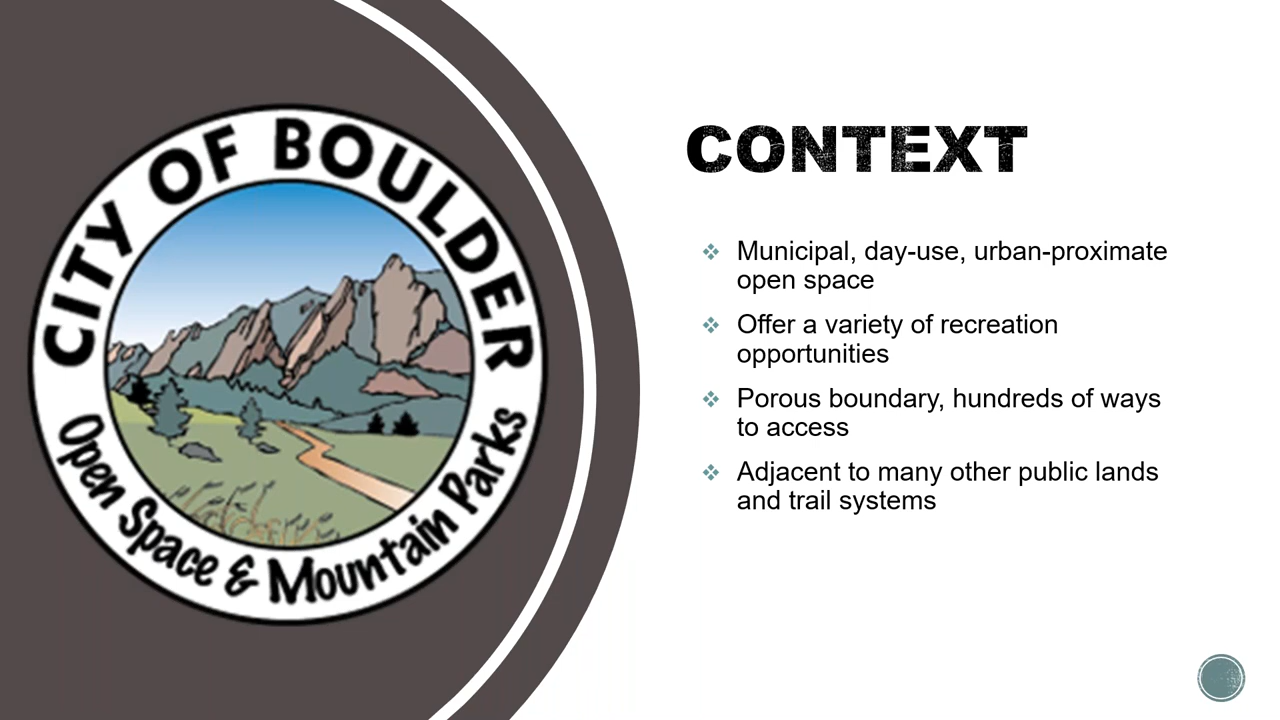 CITY OF BOULDER
Open Space & Mountain Parks
CONTEXT
❖ Municipal, day-use, urban-proximate
open space
❖ Offer a variety of recreation
opportunities
❖ Porous boundary, hundreds of ways
to access
❖ Adjacent to many other public lands
and trail systems